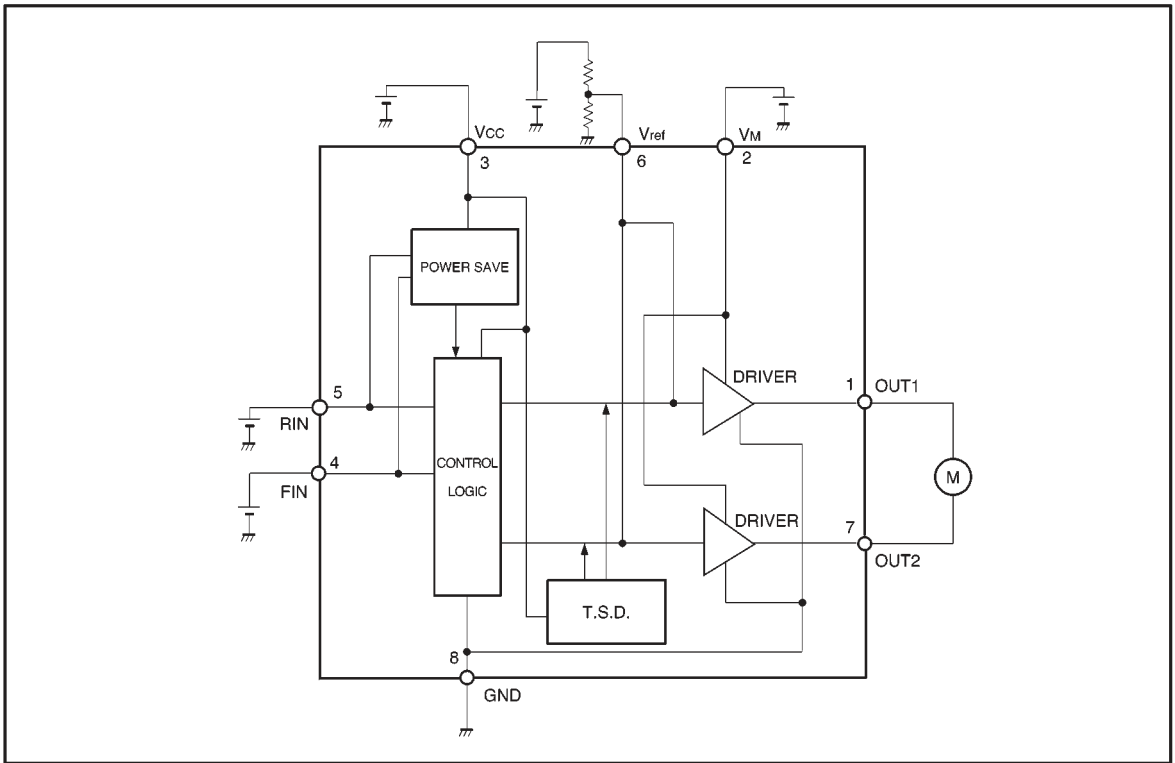 VCC
3
Vref
6
VM
2
POWER SAVE
5
RIN
4
FIN
CONTROL
LOGIC
DRIVER
1
OUT1
M
DRIVER
7
OUT2
T.S.D.
8
GND